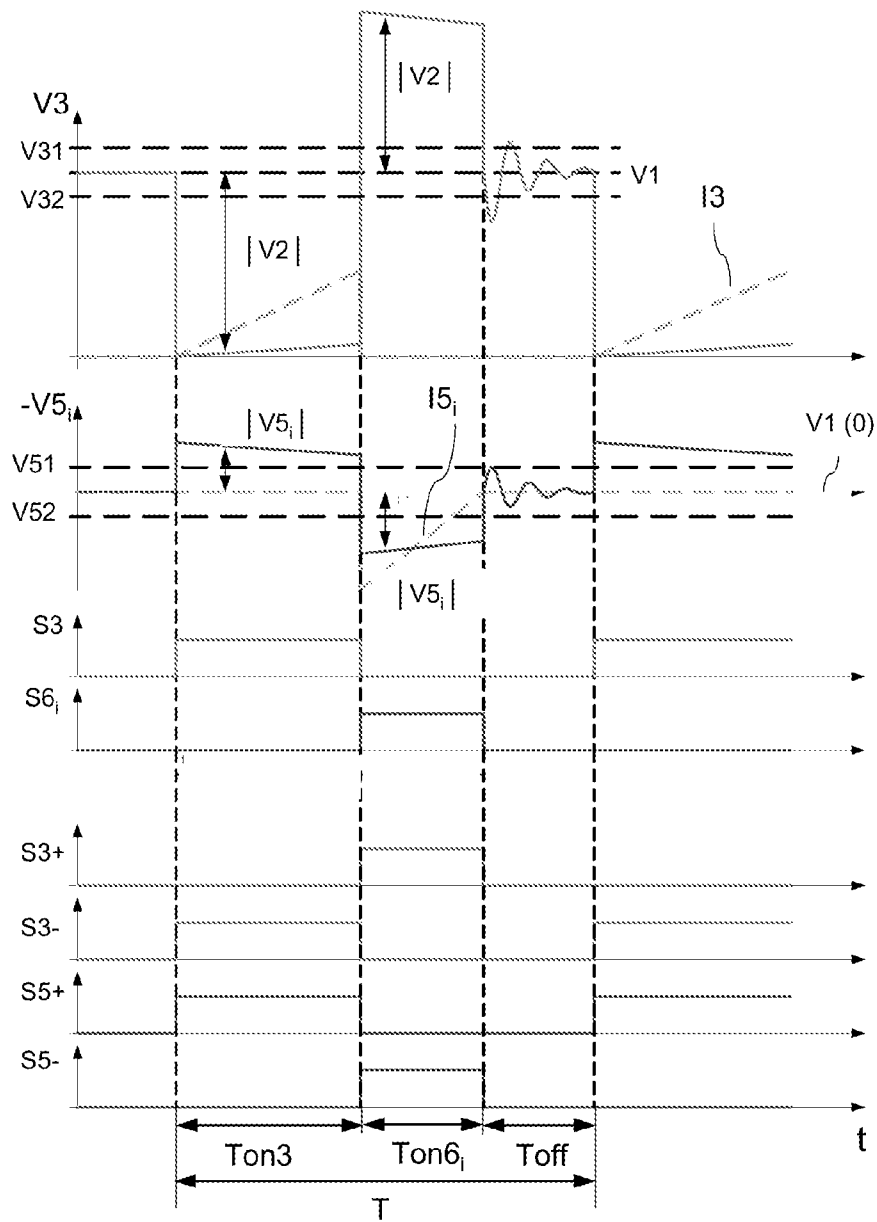 V3
|V2|
V31
V32
V1
|V2|
I3
-V5i
|V5i|
I5i
V1 (0)
V51
V52
|V5i|
S3
S6i
S3+
S3-
S5+
S5-
Ton3
Ton6i
Toff
t
T